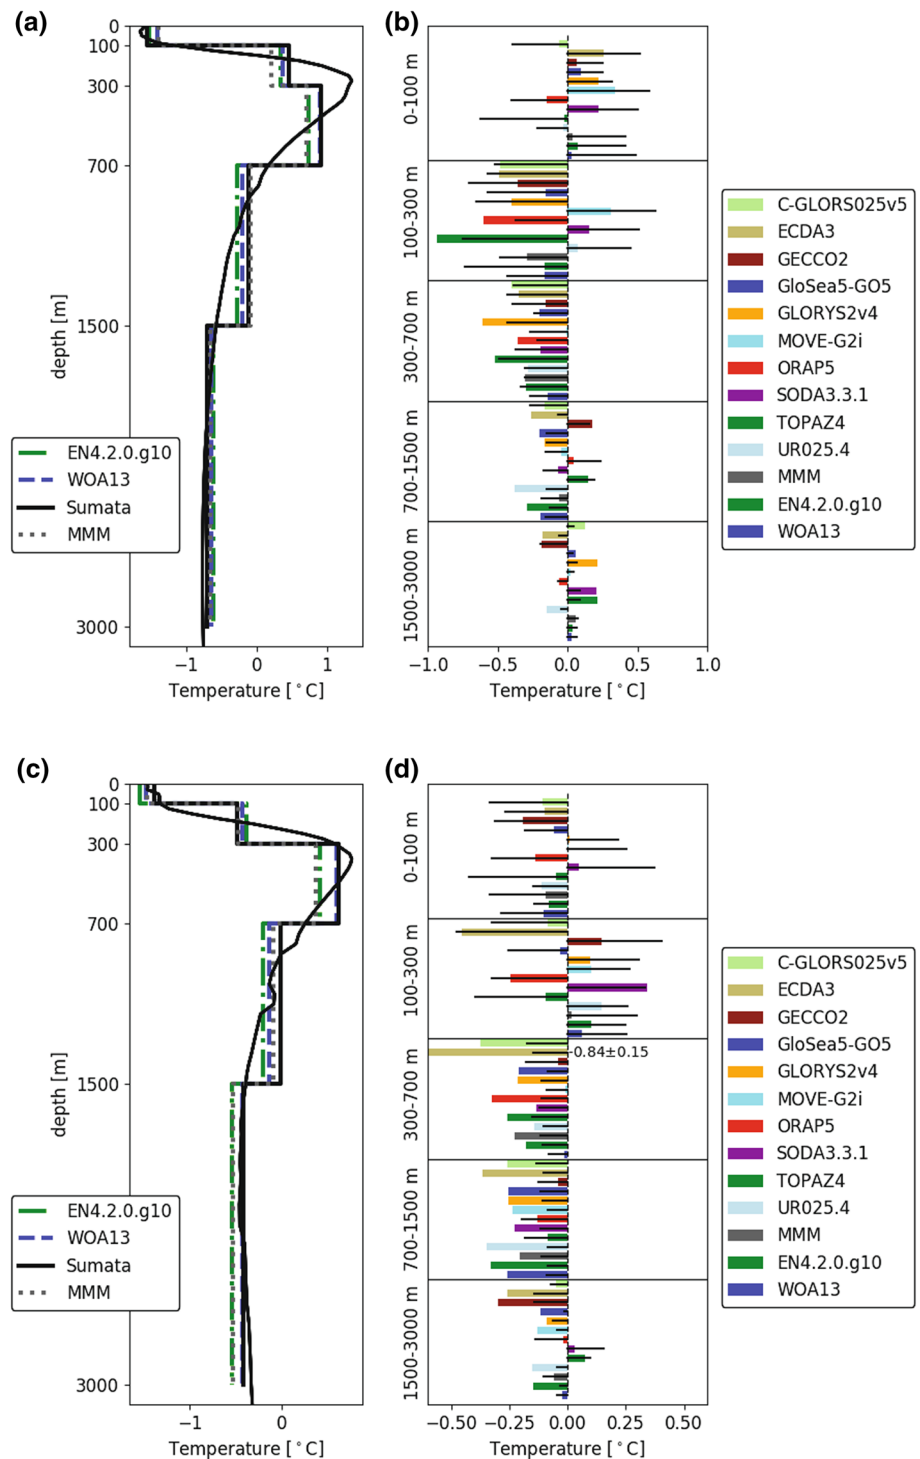 (a)
0
100
300
700
1500
3000
depth [m]
EN4.2.0.g10
WOA13
Sumata
MMM
−1 0 1
Temperature [°C]
(b)
0-100 m
100-300 m
300-700 m
700-1500 m
1500-3000 m
−1.0 −0.5 0.0 0.5 1.0
Temperature [°C]
C-GLORS025v5
ECDA3
GECCO2
GloSea5-GO5
GLORYS2v4
MOVE-G2i
ORAP5
SODA3.3.1
TOPAZ4
UR025.4
MMM
EN4.2.0.g10
WOA13
(c)
0
100
300
700
1500
3000
depth [m]
EN4.2.0.g10
WOA13
Sumata
MMM
−1 0
Temperature [°C]
(d)
0-100 m
100-300 m
300-700 m
700-1500 m
1500-3000 m
-0.84±0.15
−0.50 −0.25 0.00 0.25 0.50
Temperature [°C]
C-GLORS025v5
ECDA3
GECCO2
GloSea5-GO5
GLORYS2v4
MOVE-G2i
ORAP5
SODA3.3.1
TOPAZ4
UR025.4
MMM
EN4.2.0.g10
WOA13